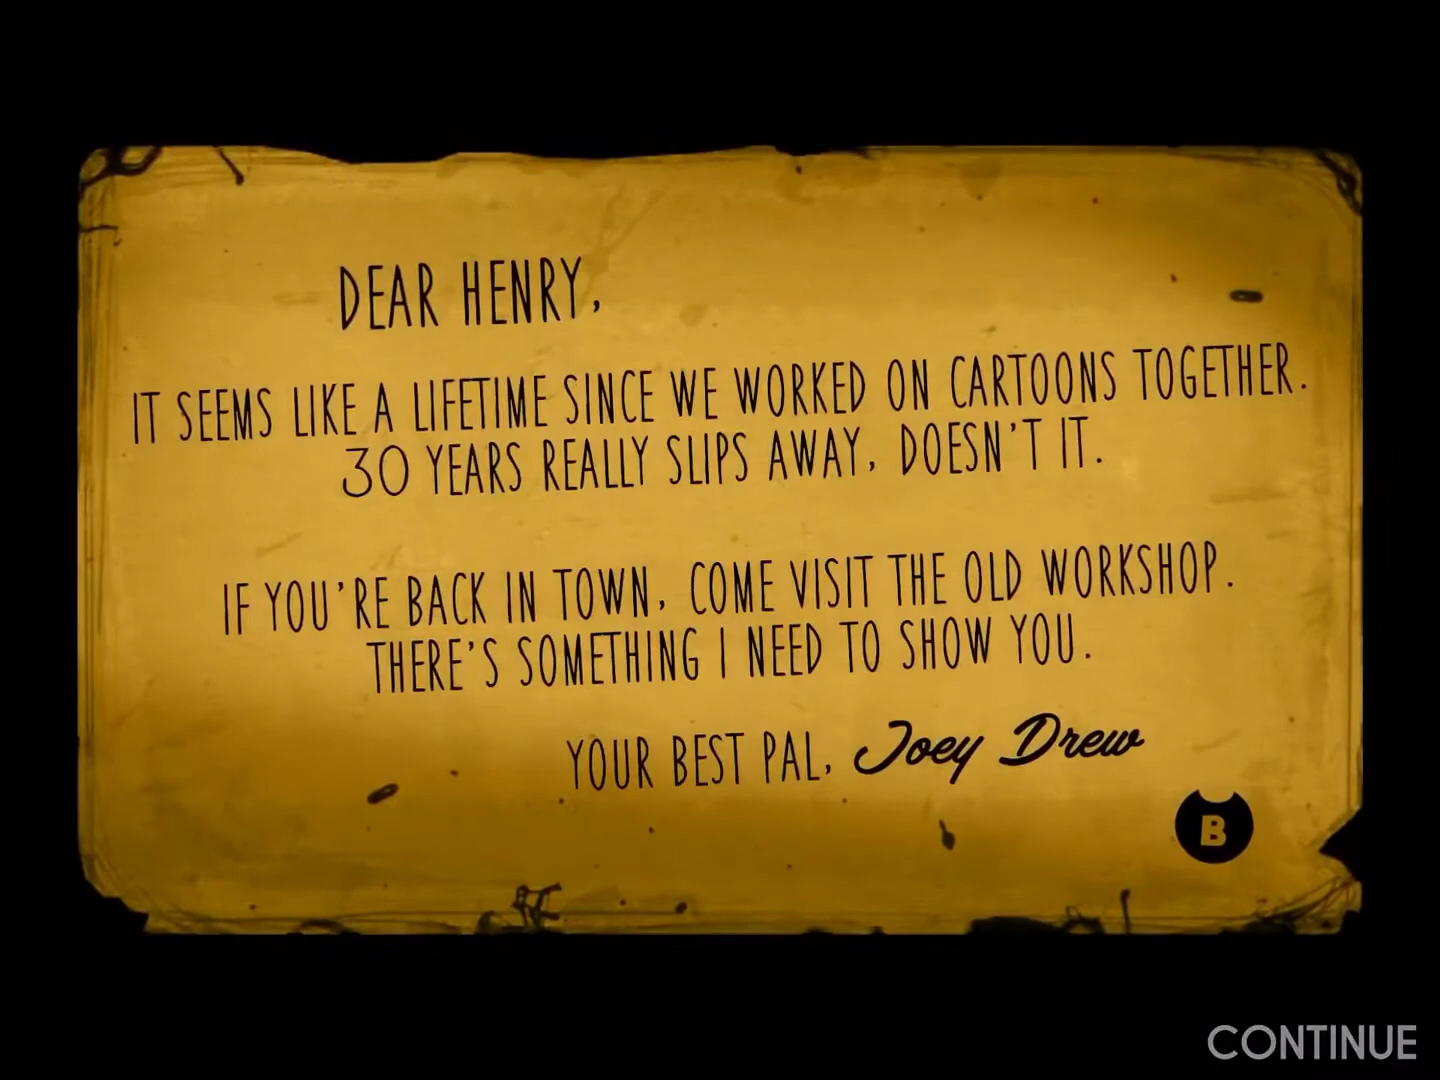 DEAR HENRY,
IT SEEMS LIKE A LIFETIME SINCE WE WORKED ON CARTOONS TOGETHER.
30 YEARS REALLY SLIPS AWAY, DOESN'T IT.
IF YOU'RE BACK IN TOWN, COME VISIT THE OLD WORKSHOP.
THERE'S SOMETHING I NEED TO SHOW YOU.
YOUR BEST PAL, Joey Drew
B
CONTINUE